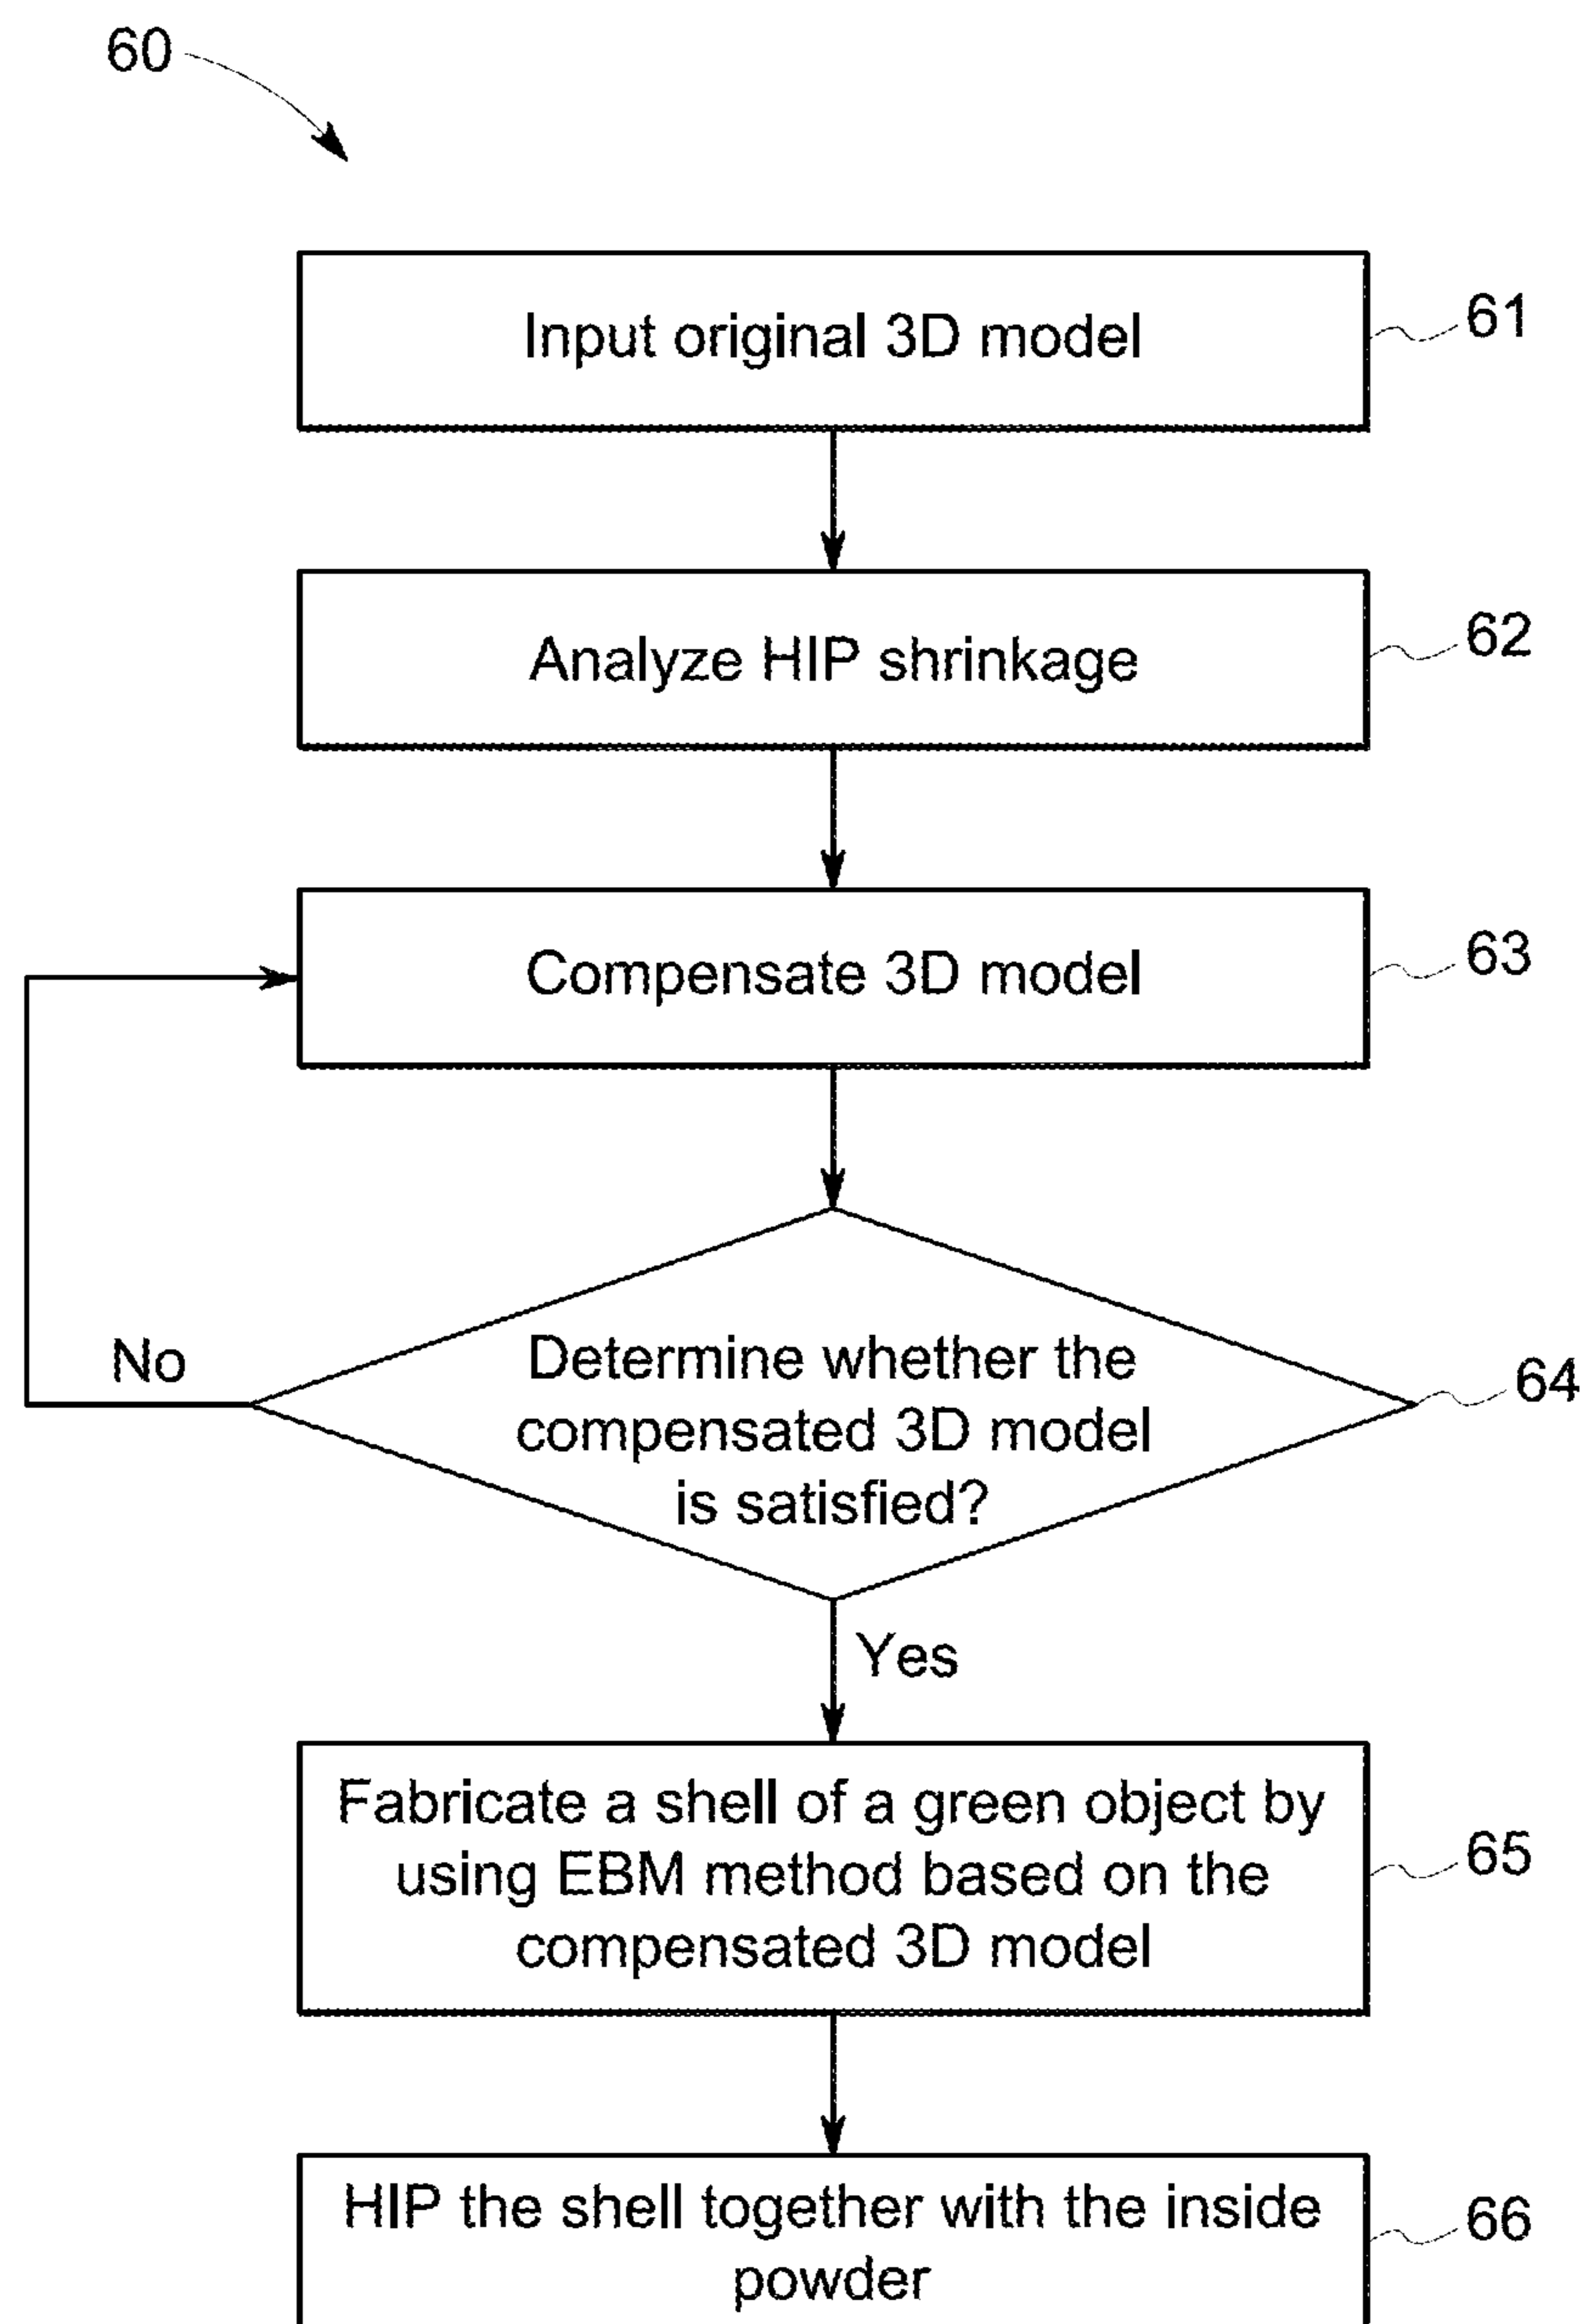 60
Input original 3D model
61
Analyze HIP shrinkage
62
Compensate 3D model
63
No
Determine whether the
compensated 3D model
is satisfied?
64
Yes
Fabricate a shell of a green object by
using EBM method based on the
compensated 3D model
65
HIP the shell together with the inside
powder
66